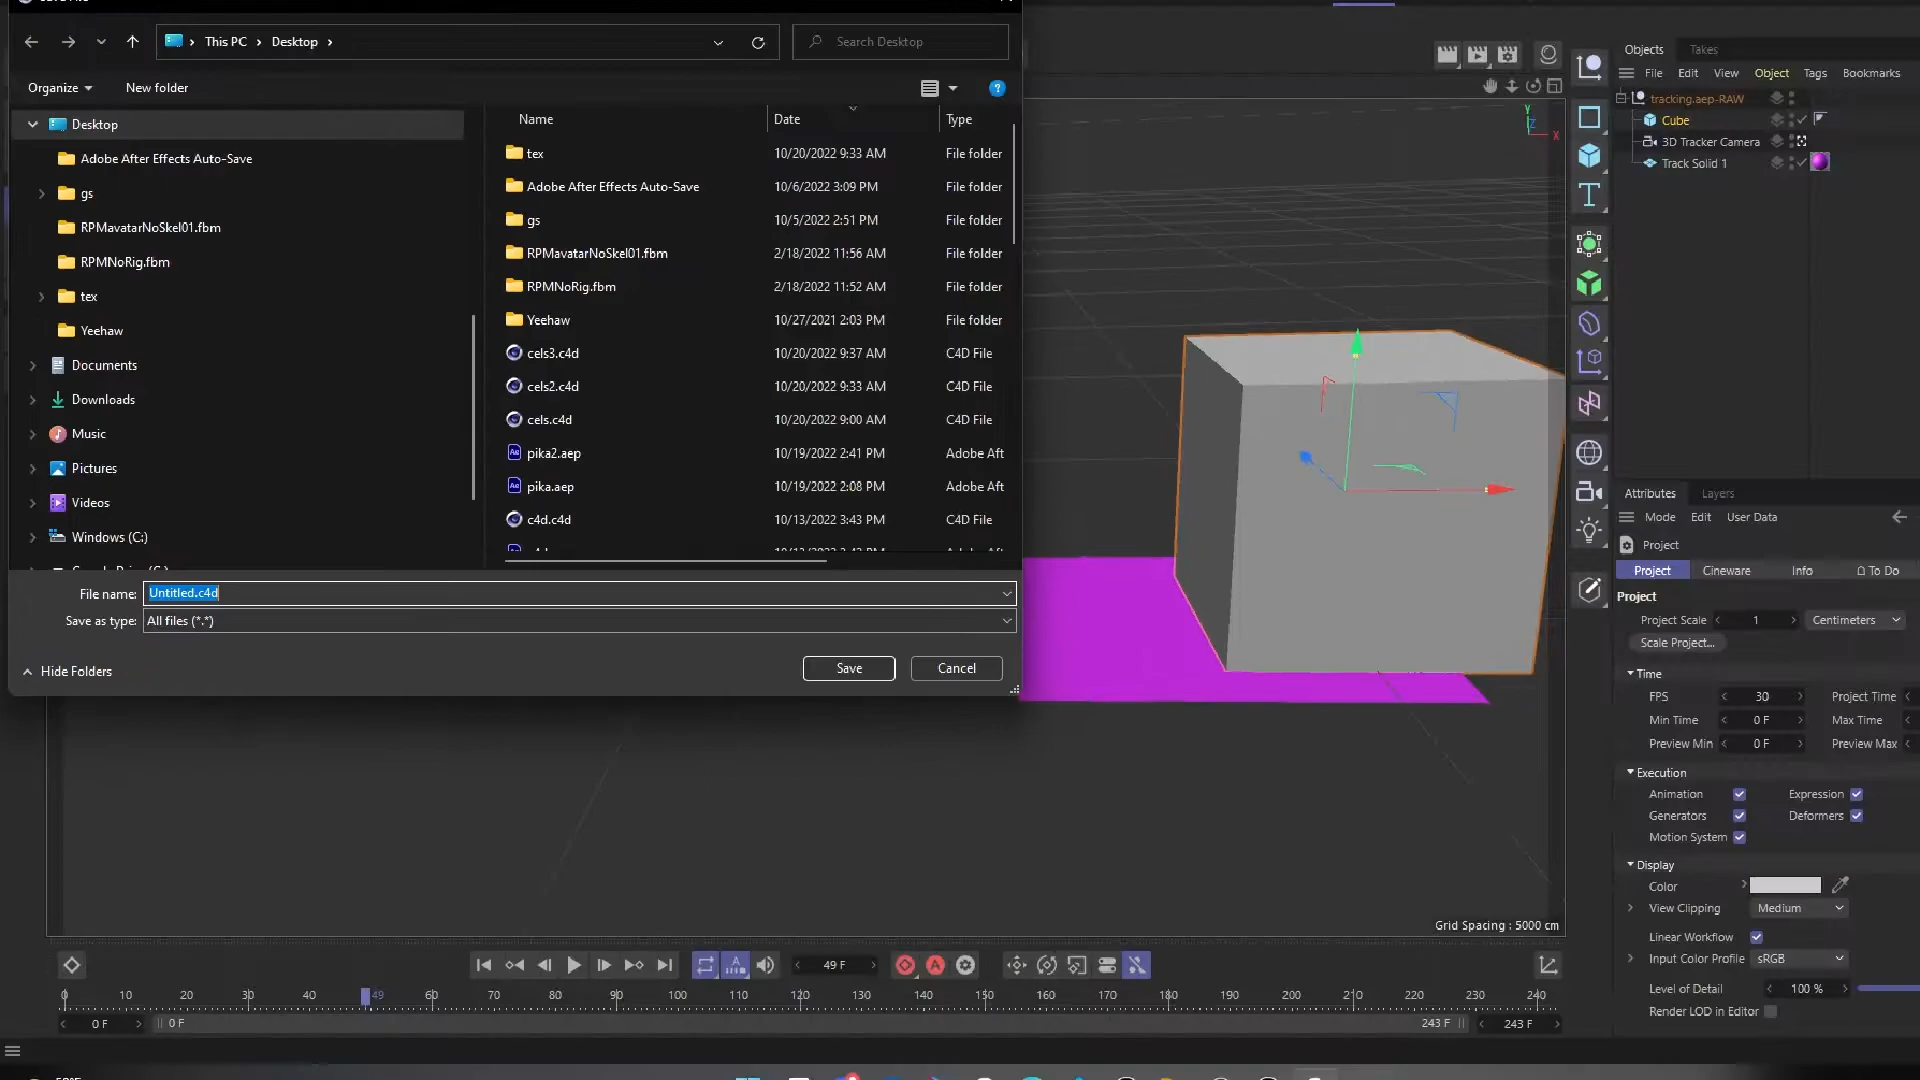 This PC > Desktop >
Search Desktop
Organize
New folder
Desktop
Adobe After Effects Auto-Save
gs
RPMavatarNoSkel01.fbm
RPMNoRig.fbm
tex
Yeehaw
Documents
Downloads
Music
Pictures
Videos
Windows (C:)
Name Date Type
tex 10/20/2022 9:33 AM File folder
Adobe After Effects Auto-Save 10/6/2022 3:09 PM File folder
gs 10/5/2022 2:51 PM File folder
RPMavatarNoSkel01.fbm 2/18/2022 11:56 AM File folder
RPMNoRig.fbm 2/18/2022 11:52 AM File folder
Yeehaw 10/27/2021 2:03 PM File folder
cels3.c4d 10/20/2022 9:37 AM C4D File
cels2.c4d 10/20/2022 9:33 AM C4D File
cels.c4d 10/20/2022 9:00 AM C4D File
pika2.aep 10/19/2022 2:41 PM Adobe Aft
pika.aep 10/19/2022 2:08 PM Adobe Aft
c4d.c4d 10/13/2022 3:43 PM C4D File
File name: Untitled.c4d
Save as type: All files (*.*)
Hide Folders
Save
Cancel
Y
Z
X
Grid Spacing : 5000 cm
Objects Takes
File Edit View Object Tags Bookmarks
tracking.aep-RAW
Cube
3D Tracker Camera
Track Solid 1
Attributes Layers
Mode Edit User Data
Project
Project Cineware Info To Do
Project
Project Scale 1 Centimeters
Scale Project...
Time
FPS 30 Project Time
Min Time 0 F Max Time
Preview Min 0 F Preview Max
Execution
Animation Expression
Generators Deformers
Motion System
Display
Color
View Clipping Medium
Linear Workflow
Input Color Profile sRGB
Level of Detail 100 %
Render LOD in Editor
49 F
0 10 20 30 40 49 60 70 80 90 100 110 120 130 140 150 160 170 180 190 200 210 220 230 240
0 F 0 F 243 F 243 F